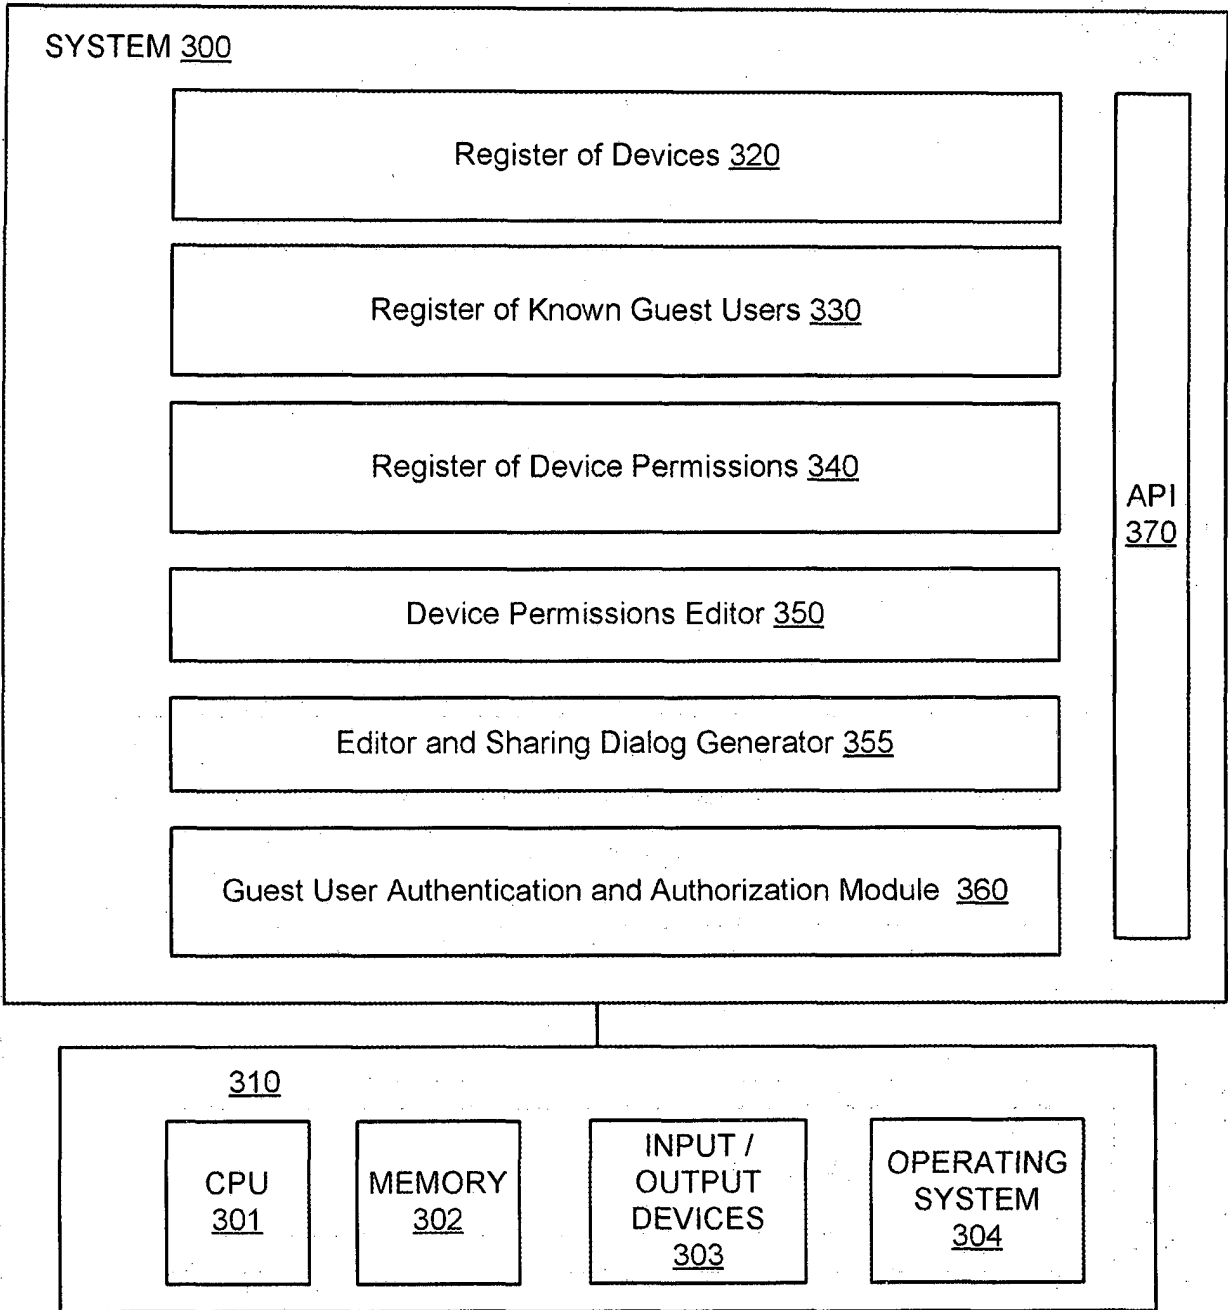 SYSTEM 300
Register of Devices 320
Register of Known Guest Users 330
Register of Device Permissions 340
API
370
Device Permissions Editor 350
Editor and Sharing Dialog Generator 355
Guest User Authentication and Authorization Module 360
310
CPU
301
MEMORY
302
INPUT /
OUTPUT
DEVICES
303
OPERATING
SYSTEM
304